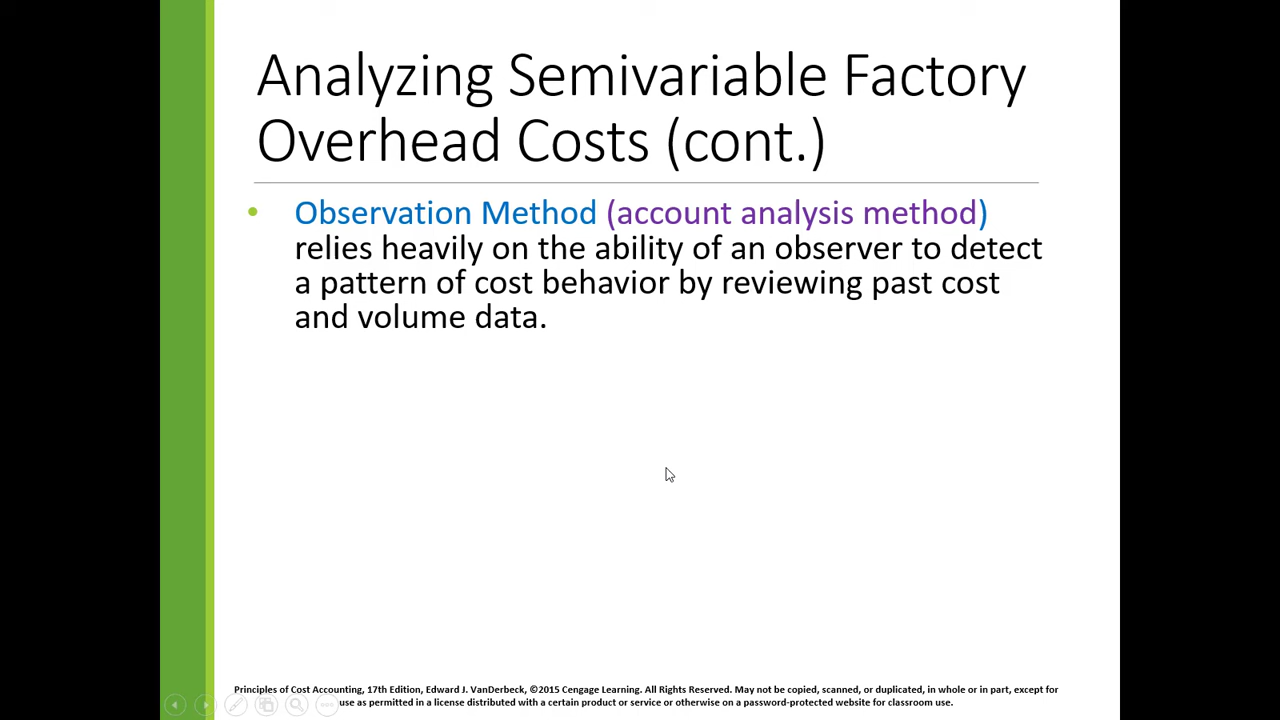 Analyzing Semivariable Factory
Overhead Costs (cont.)
• Observation Method (account analysis method)
relies heavily on the ability of an observer to detect
a pattern of cost behavior by reviewing past cost
and volume data.
Principles of Cost Accounting, 17th Edition, Edward J. VanDerbeck, ©2015 Cengage Learning. All Rights Reserved. May not be copied, scanned, or duplicated, in whole or in part, except for
use as permitted in a license distributed with a certain product or service or otherwise on a password-protected website for classroom use.